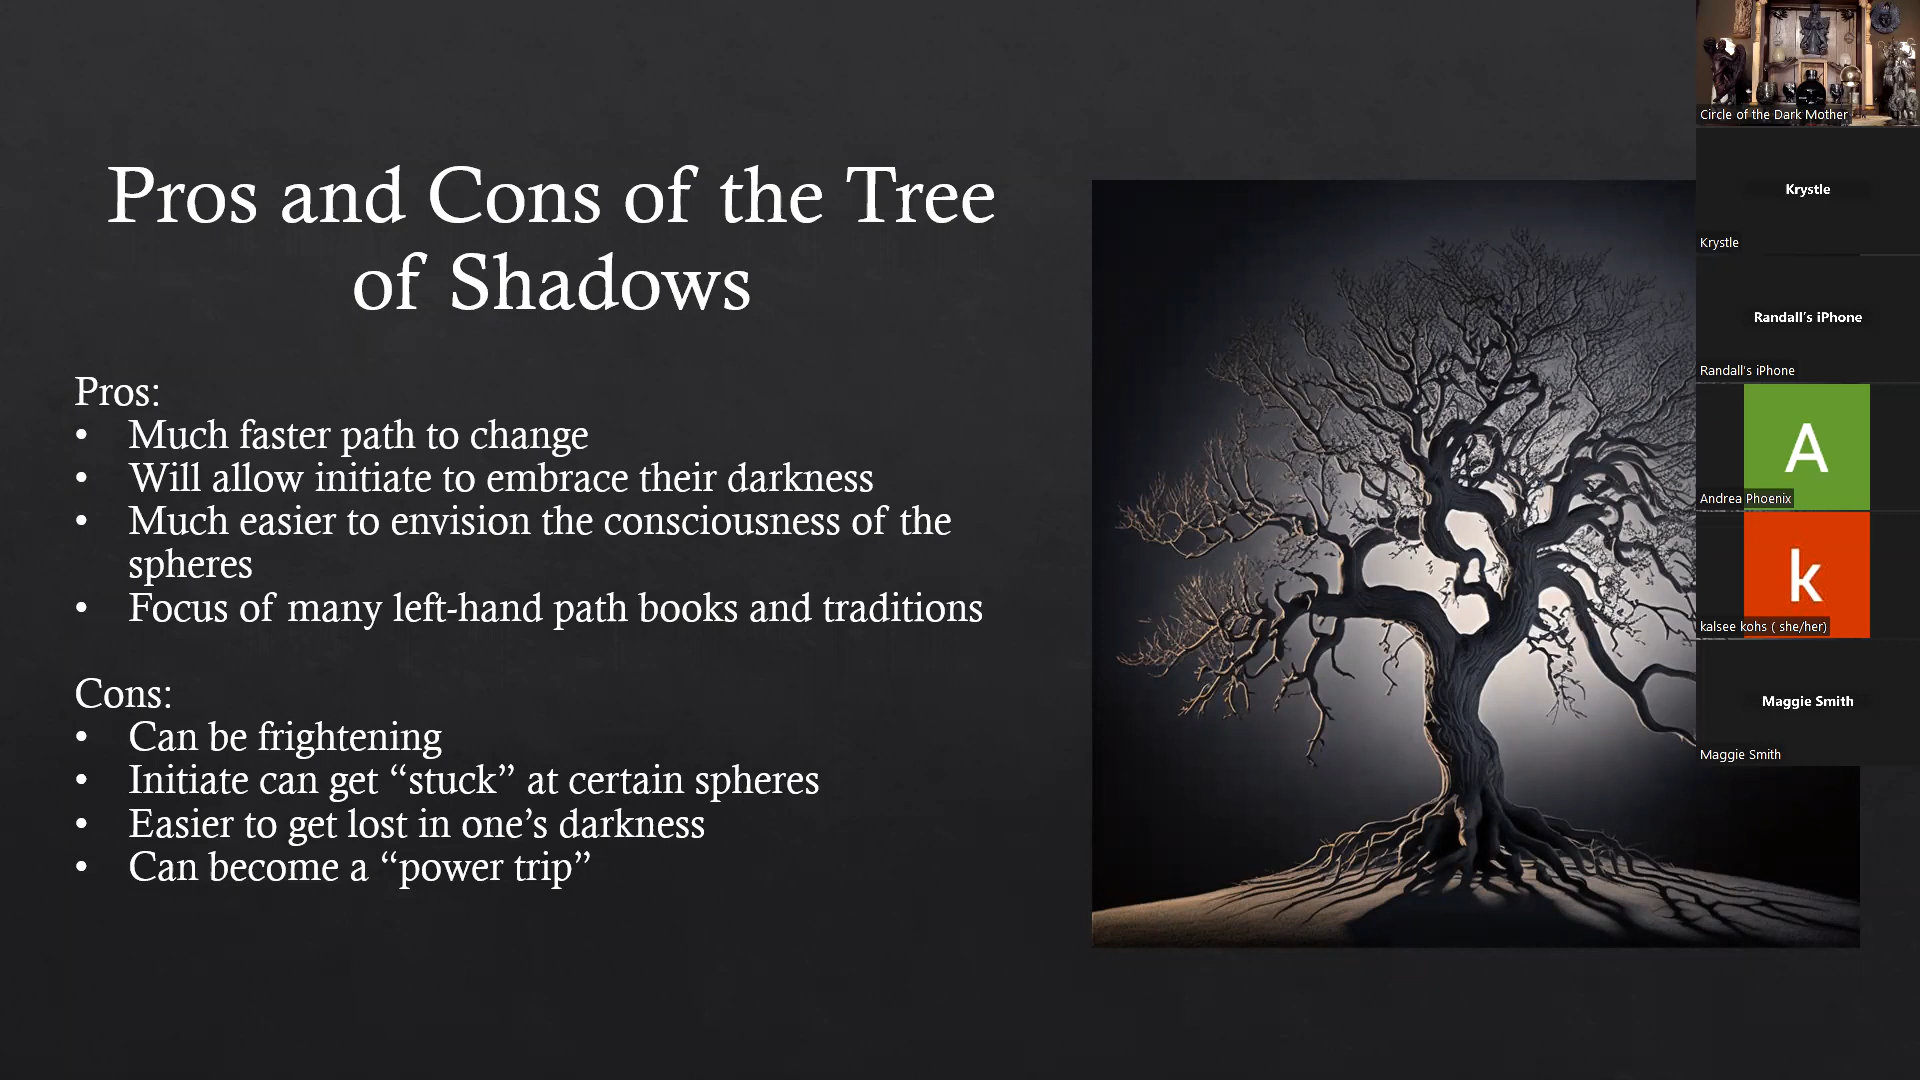 Pros and Cons of the Tree
of Shadows
Pros:
• Much faster path to change
• Will allow initiate to embrace their darkness
• Much easier to envision the consciousness of the
spheres
• Focus of many left-hand path books and traditions
Cons:
• Can be frightening
• Initiate can get “stuck” at certain spheres
• Easier to get lost in one’s darkness
• Can become a “power trip”
Circle of the Dark Mother
Krystle
Krystle
Randall's iPhone
Randall's iPhone
A
Andrea Phoenix
k
kalsee kohs ( she/her)
Maggie Smith
Maggie Smith